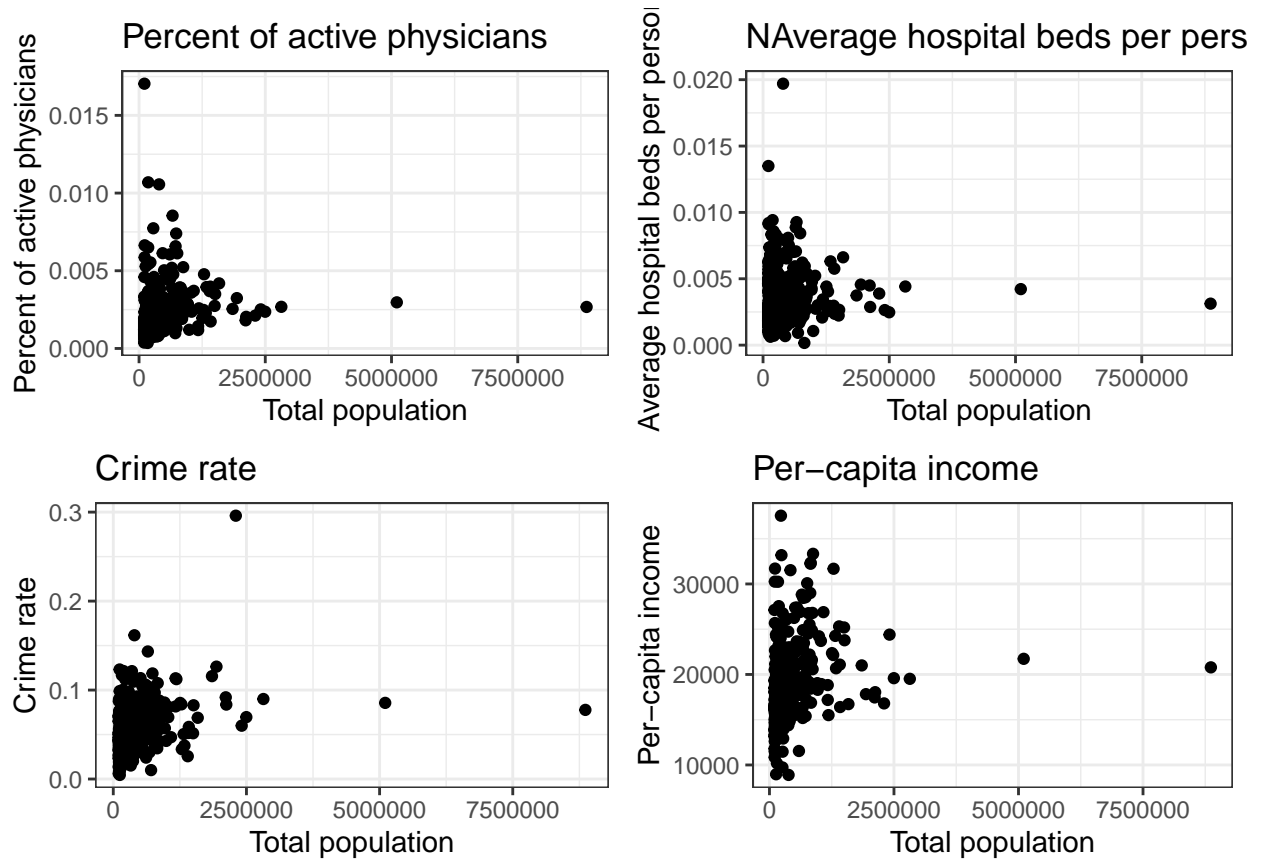 Percent of active physicians
Percent of active physicians
0.015
0.010
0.005
0.000
0
2500000
5000000
7500000
Total population
NAverage hospital beds per pers
Average hospital beds per perso
0.020
0.015
0.010
0.005
0.000
0
2500000
5000000
7500000
Total population
Crime rate
Crime rate
0.3
0.2
0.1
0.0
0
2500000
5000000
7500000
Total population
Per−capita income
Per−capita income
30000
20000
10000
0
2500000
5000000
7500000
Total population